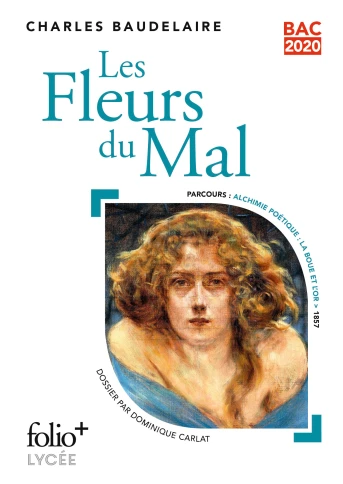 CHARLES BAUDELAIRE
BAC
2020
Les
Fleurs
du Mal
PARCOURS : ALCHIMIE POÉTIQUE : LA BOUE ET L'OR > 1857
DOSSIER PAR DOMINIQUE CARLAT
folio+
LYCÉE